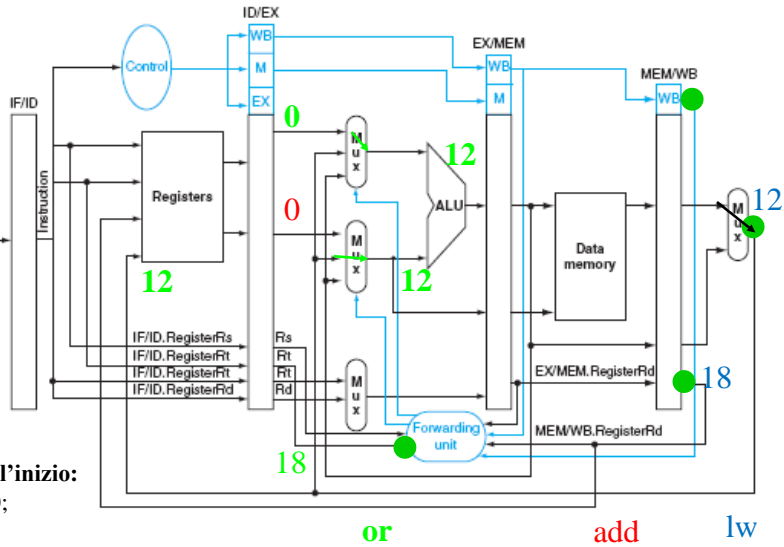 ID/EX
WB
EX/MEM
Control
M
WB
MEM/WB
IF/ID
EX
M
WB
0
M
u
x
12
Instruction
Registers
0
ALU
M
u
x
12
M
u
x
Data
memory
12
12
IF/ID.RegisterRs
Rs
IF/ID.RegisterRt
Rt
IF/ID.RegisterRt
Rt
IF/ID.RegisterRd
Rd
M
u
x
EX/MEM.RegisterRd
18
Forwarding
unit
MEM/WB.RegisterRd
18
l'inizio:
;
or
add
lw